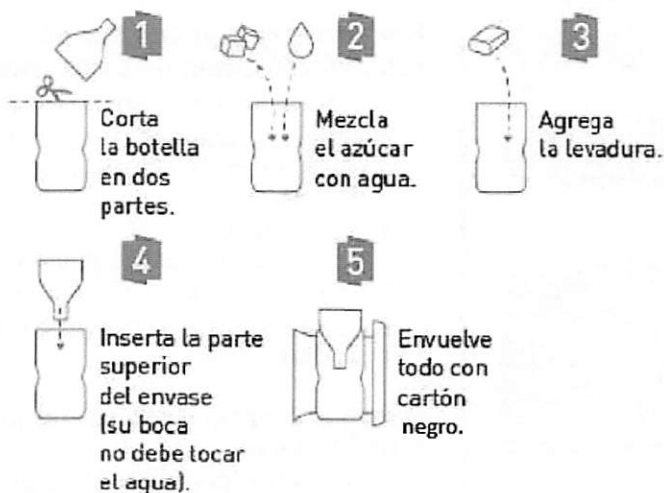 1
Corta
la botella
en dos
partes.
2
Mezcla
el azúcar
con agua.
3
Agrega
la levadura.
4
Inserta la parte
superior
del envase
(su boca
no debe tocar
el agua).
5
Envuelve
todo con
cartón
negro.